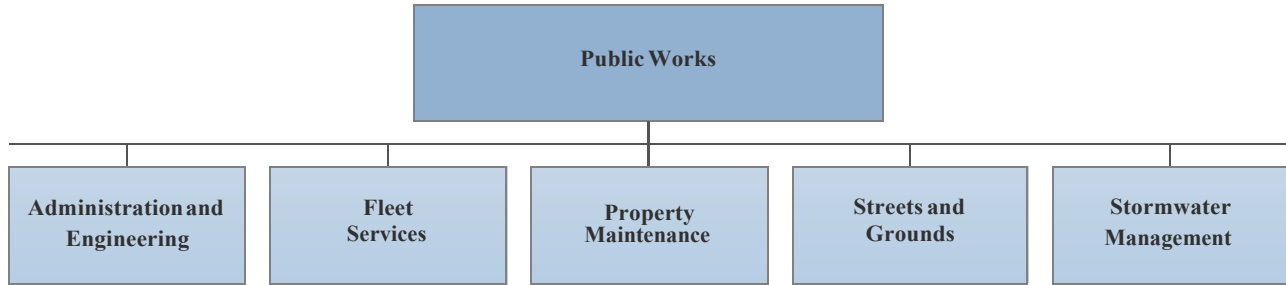 Public Works
Administration and
Engineering
Fleet
Services
Property
Maintenance
Streets and
Grounds
Stormwater
Management